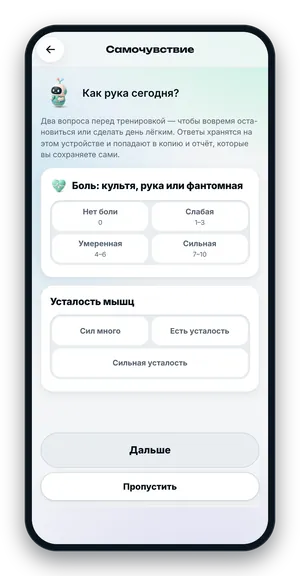 Самочувствие
Как рука сегодня?
Два вопроса перед тренировкой — чтобы вовремя оста-
новиться или сделать день лёгким. Ответы хранятся на
этом устройстве и попадают в копию и отчёт, которые
вы сохраняете сами.
Боль: культя, рука или фантомная
Нет боли
0
Слабая
1–3
Умеренная
4–6
Сильная
7–10
Усталость мышц
Сил много
Есть усталость
Сильная усталость
Дальше
Пропустить